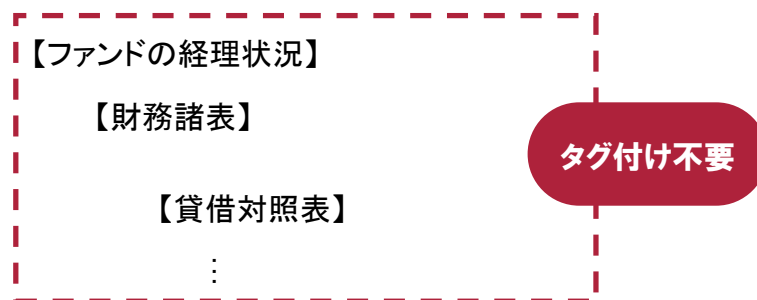 【ファンドの経理状況】
【財務諸表】
タグ付け不要
【貸借対照表】
⋮